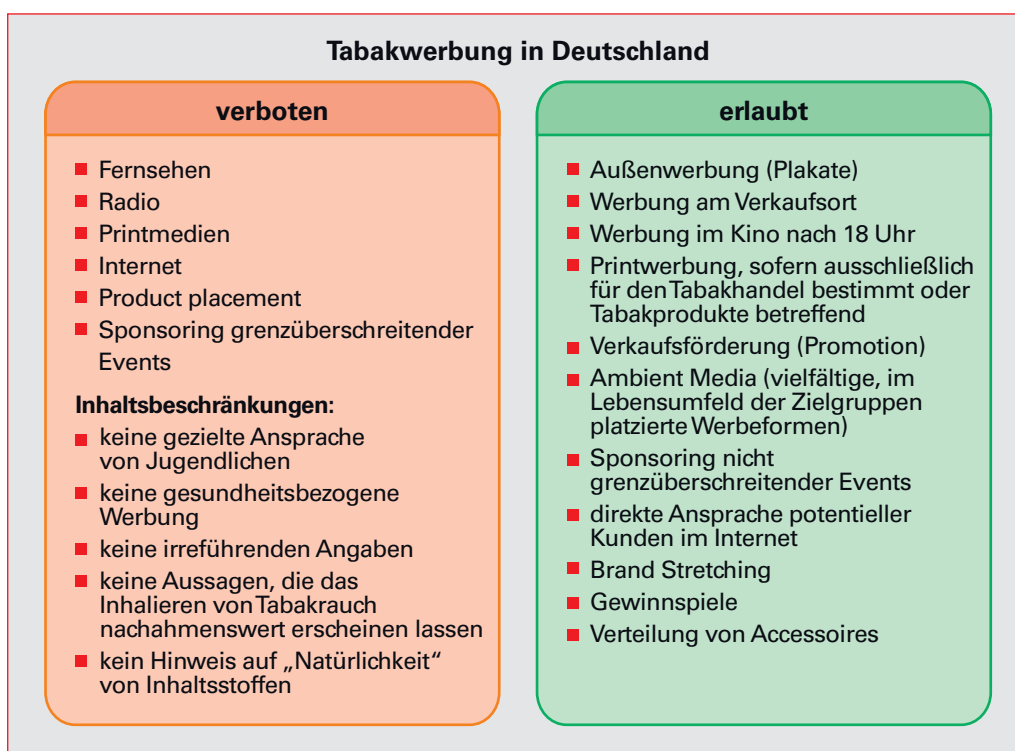 Tabakwerbung in Deutschland
verboten
Fernsehen
Radio
Printmedien
Internet
Product placement
Sponsoring grenzüberschreitender
Events
Inhaltsbeschränkungen:
keine gezielte Ansprache
von Jugendlichen
keine gesundheitsbezogene
Werbung
keine irreführenden Angaben
keine Aussagen, die das
Inhalieren von Tabakrauch
nachahmenswert erscheinen lassen
kein Hinweis auf „Natürlichkeit“
von Inhaltsstoffen
erlaubt
Außenwerbung (Plakate)
Werbung am Verkaufsort
Werbung im Kino nach 18 Uhr
Printwerbung, sofern ausschließlich
für den Tabakhandel bestimmt oder
Tabakprodukte betreffend
Verkaufsförderung (Promotion)
Ambient Media (vielfältige, im
Lebensumfeld der Zielgruppen
platzierte Werbeformen)
Sponsoring nicht
grenzüberschreitender Events
direkte Ansprache potentieller
Kunden im Internet
Brand Stretching
Gewinnspiele
Verteilung von Accessoires